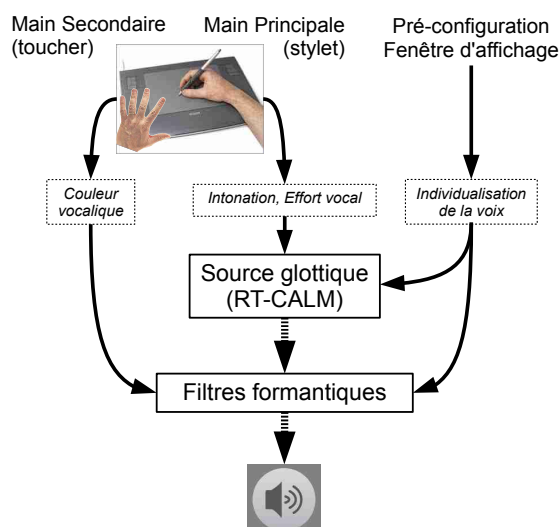 Main Secondaire
(toucher)
Main Principale
(stylet)
Pré-configuration
Fenêtre d'affichage
Couleur
vocalique
Intonation, Effort vocal
Individualisation
de la voix
Source glottique
(RT-CALM)
Filtres formantiques